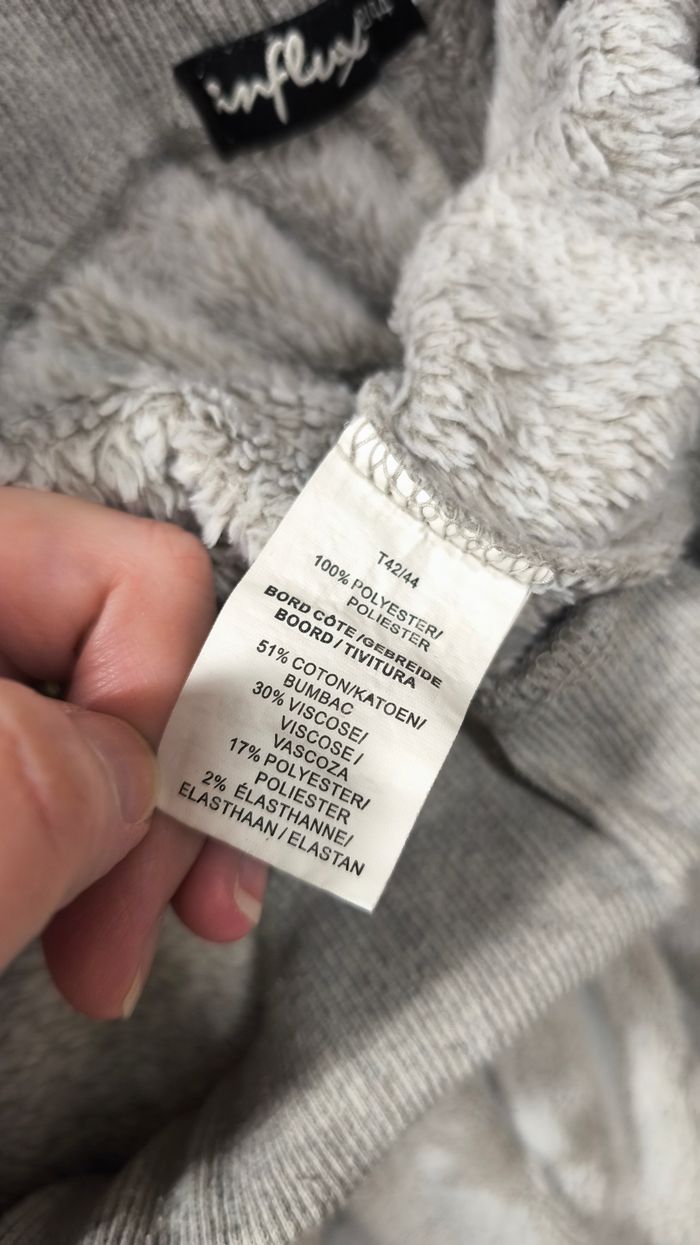 influx
T42/44
100% POLYESTER/
POLIESTER
BORD CÔTE/GEBREIDE
BOORD / TIVITURA
51% COTON/KATOEN/
BUMBAC
30% VISCOSE/
VISCOSE /
VASCOZA
17% POLYESTER/
POLIESTER
2% ÉLASTHANNE/
ELASTHAAN / ELASTAN